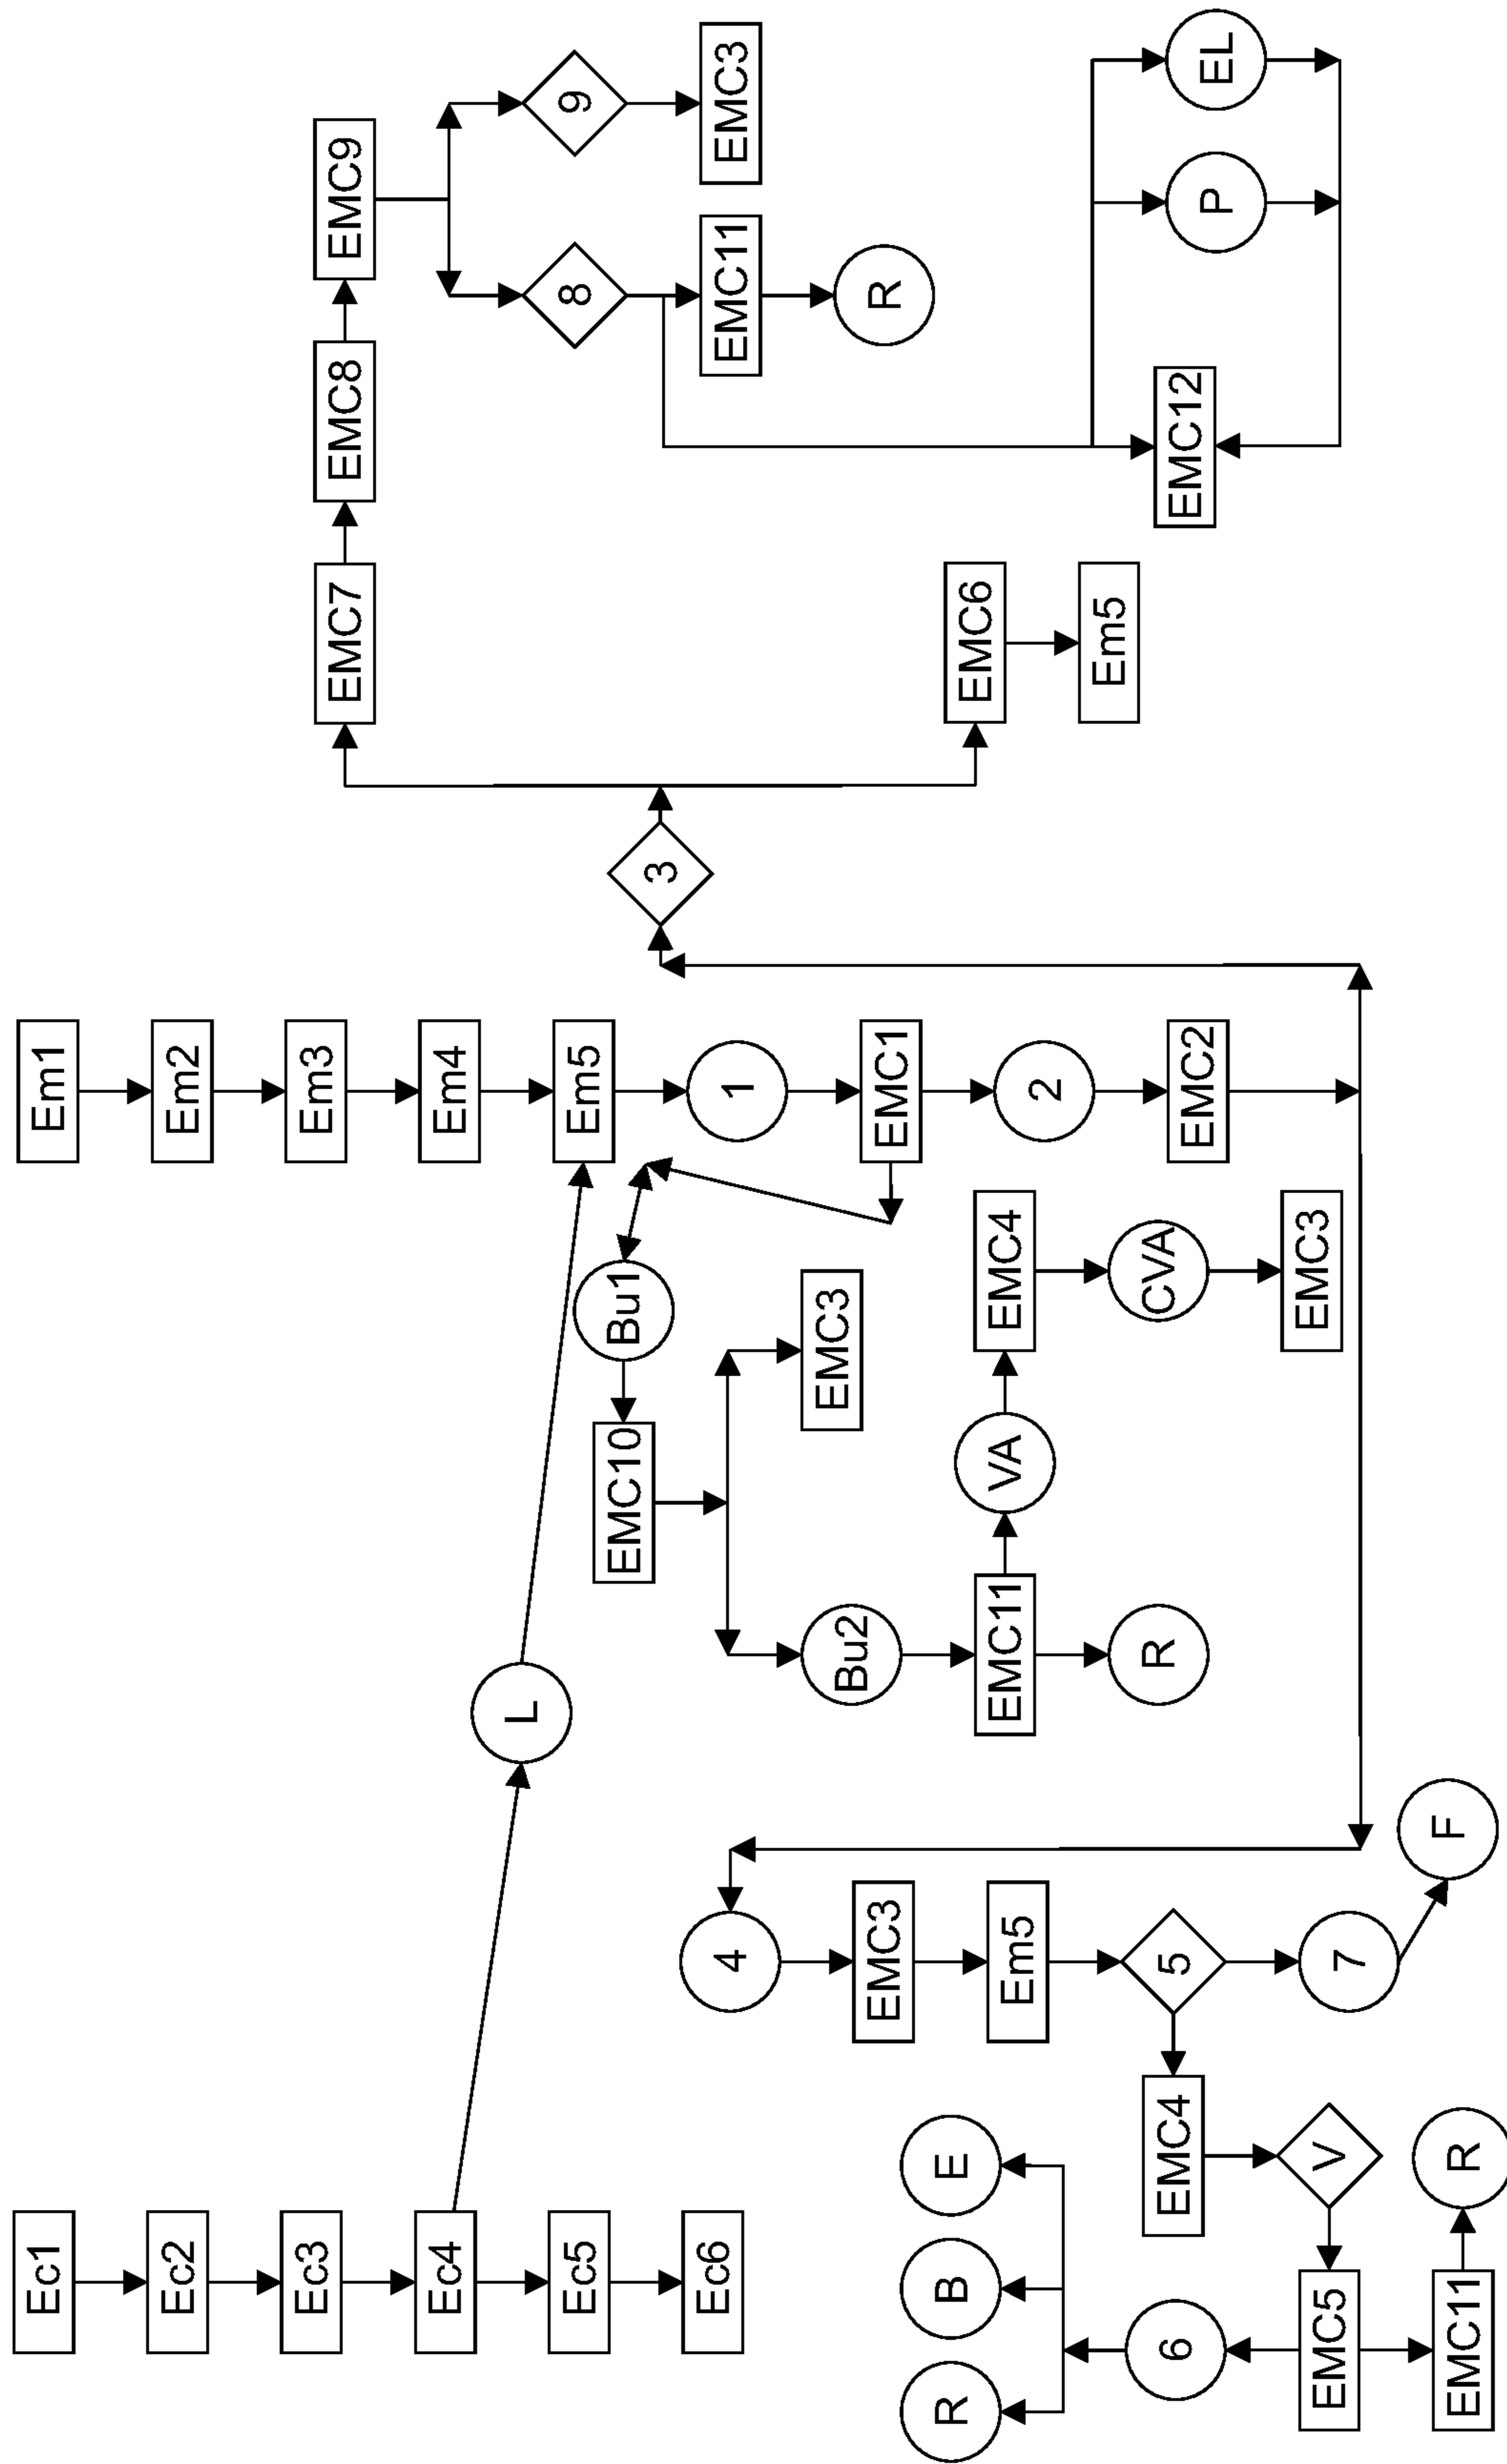 Ec1
Ec2
Ec3
Ec4
Ec5
Ec6
L
Em1
Em2
Em3
Em4
Em5
1
EMC1
2
EMC2
Bu1
EMC10
Bu2
EMC3
EMC11
R
VA
EMC4
CVA
EMC3
4
EMC3
Em5
5
7
F
EMC4
V
EMC5
6
R
B
E
EMC11
R
3
EMC7
EMC8
EMC9
8
9
EMC11
EMC3
R
EMC6
Em5
EMC12
P
EL